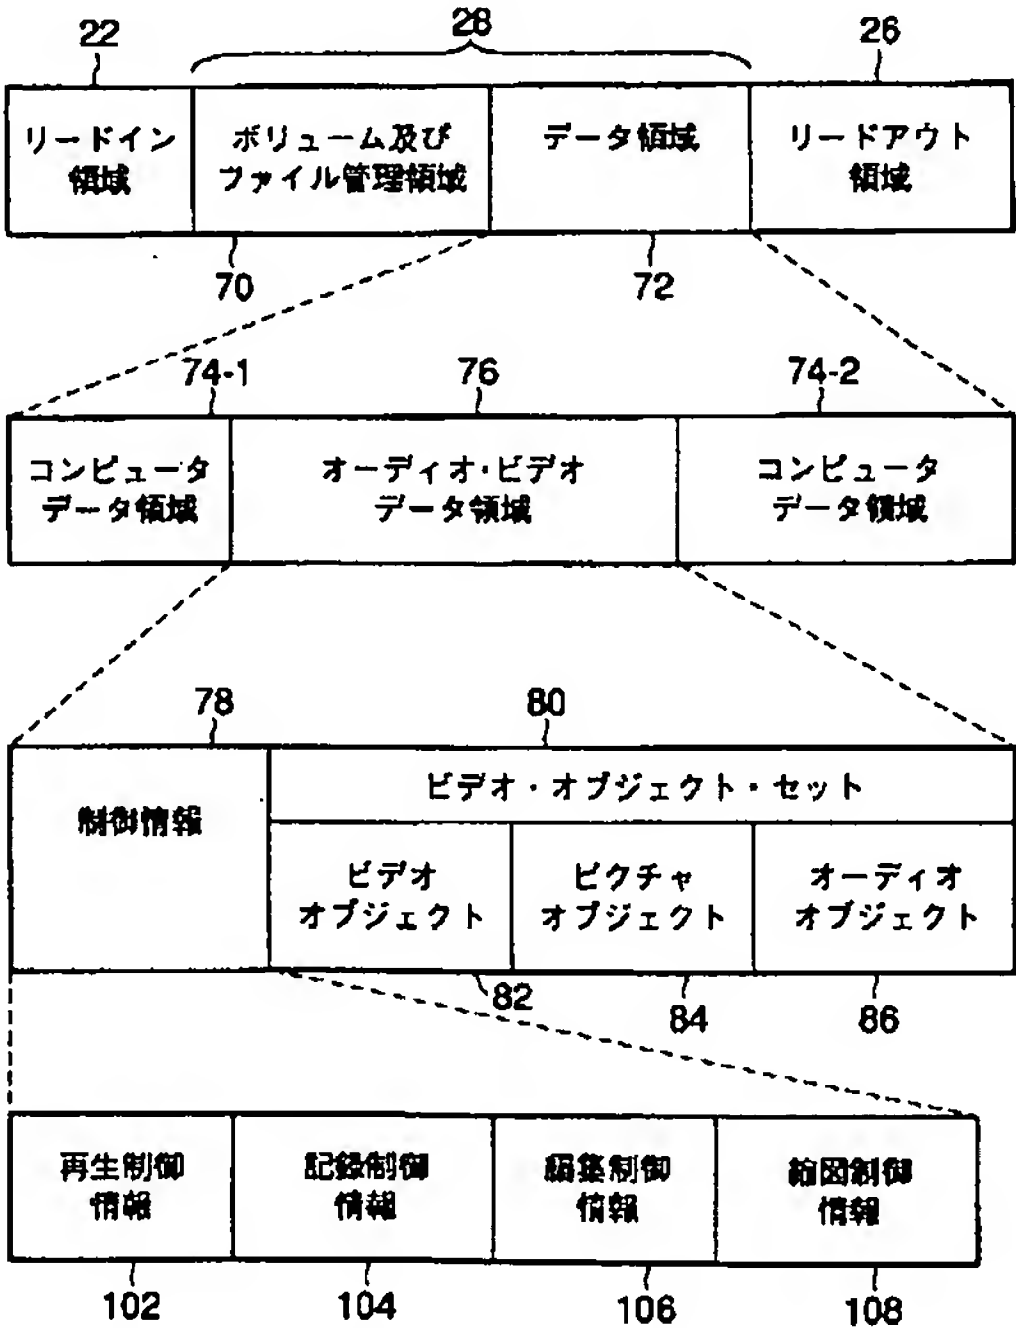 22
28
26
リードイン
領域
ボリューム及び
ファイル管理領域
データ領域
リードアウト
領域
70
72
74-1
76
74-2
コンピュータ
データ領域
オーディオ・ビデオ
データ領域
コンピュータ
データ領域
78
80
制御情報
ビデオ・オブジェクト・セット
ビデオ
オブジェクト
ピクチャ
オブジェクト
オーディオ
オブジェクト
82
84
86
再生制御
情報
記録制御
情報
編集制御
情報
縮図制御
情報
102
104
106
108